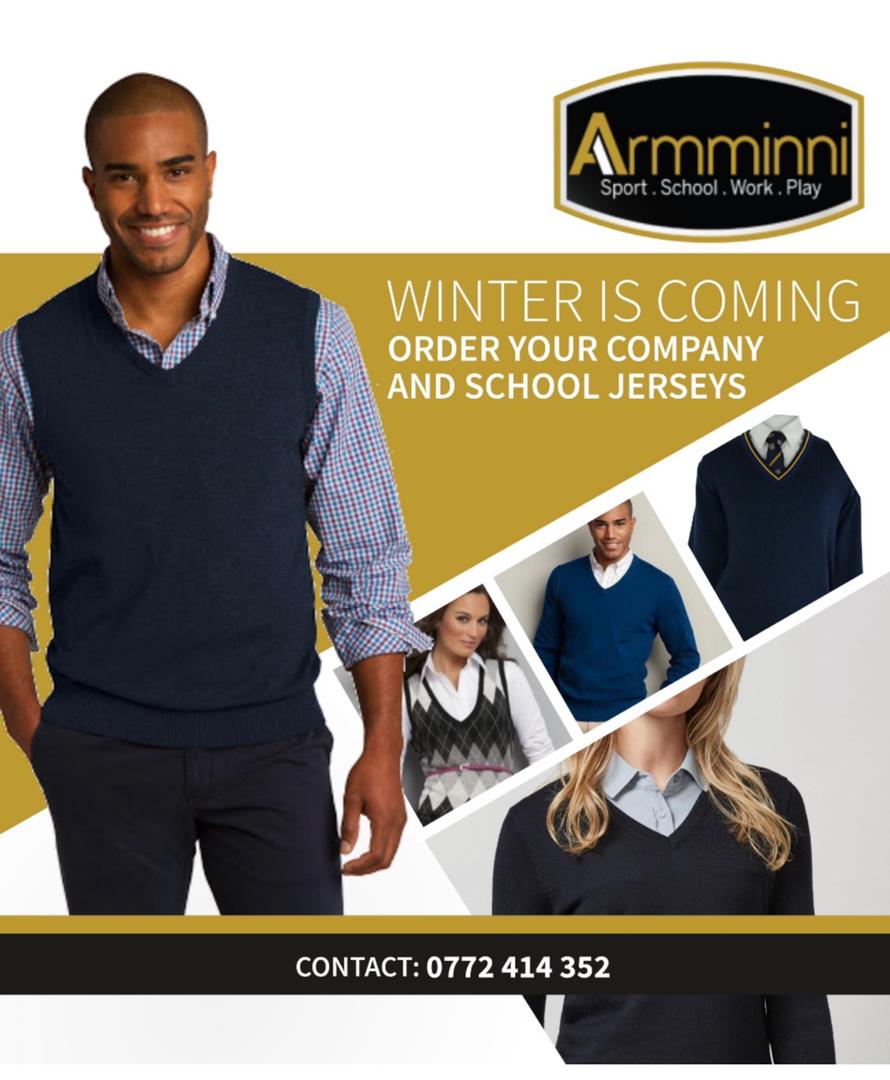 Armminni
Sport . School . Work . Play
WINTER IS COMING
ORDER YOUR COMPANY
AND SCHOOL JERSEYS
CONTACT: 0772 414 352